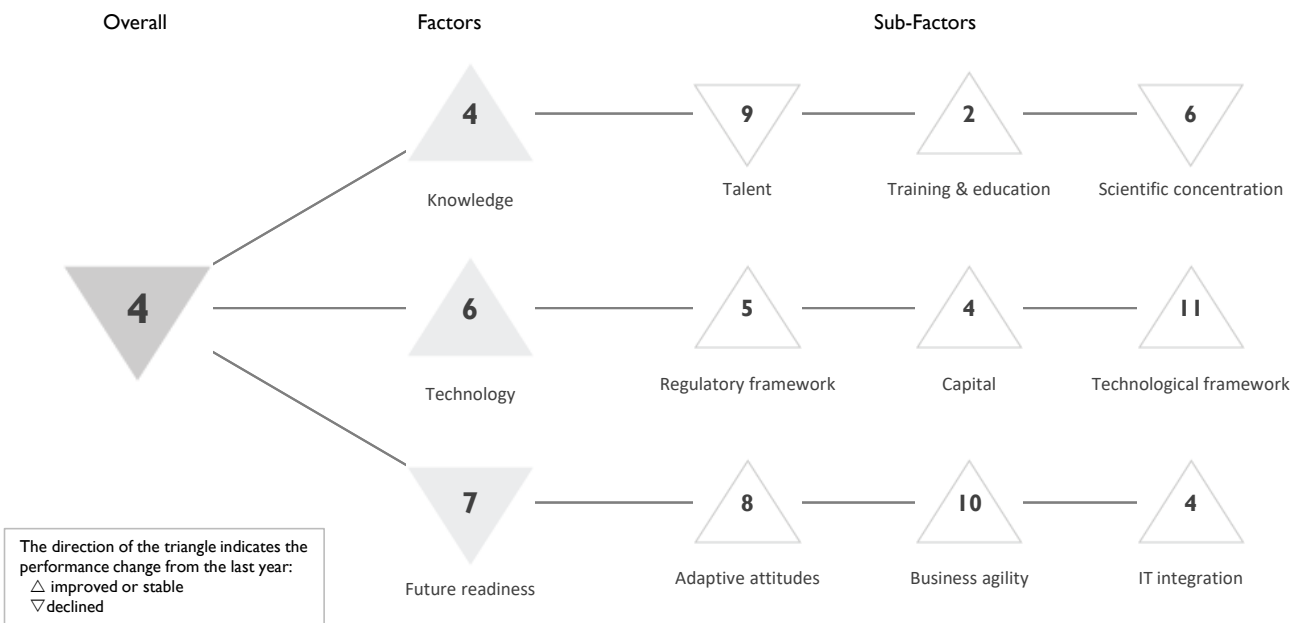 Overall
Factors
Sub-Factors
4
9
2
6
Knowledge
Talent
Training & education
Scientific concentration
4
6
5
4
11
Technology
Regulatory framework
Capital
Technological framework
7
8
10
4
Future readiness
Adaptive attitudes
Business agility
IT integration
The direction of the triangle indicates the
performance change from the last year:
△ improved or stable
▽ declined